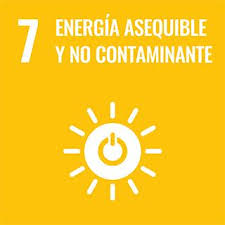 7 ENERGÍA ASEQUIBLE
Y NO CONTAMINANTE